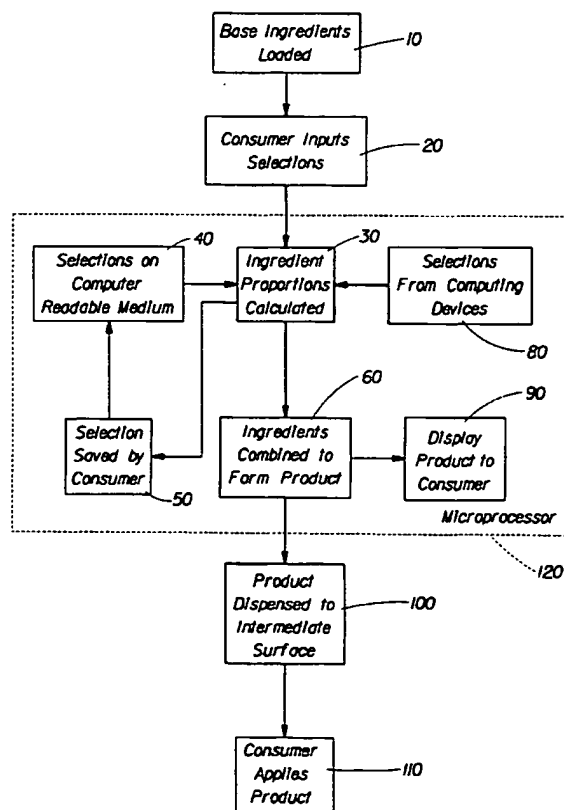 Base Ingredients
Loaded
10
Consumer Inputs
Selections
20
40
30
Selections on
Computer
Readable Medium
Ingredient
Proportions
Calculated
Selections
From Computing
Devices
80
60
90
Selection
Saved by
Consumer
50
Ingredients
Combined to
Form Product
Display
Product to
Consumer
Microprocessor
120
Product
Dispensed to
Intermediate
Surface
100
Consumer
Applies
Product
110